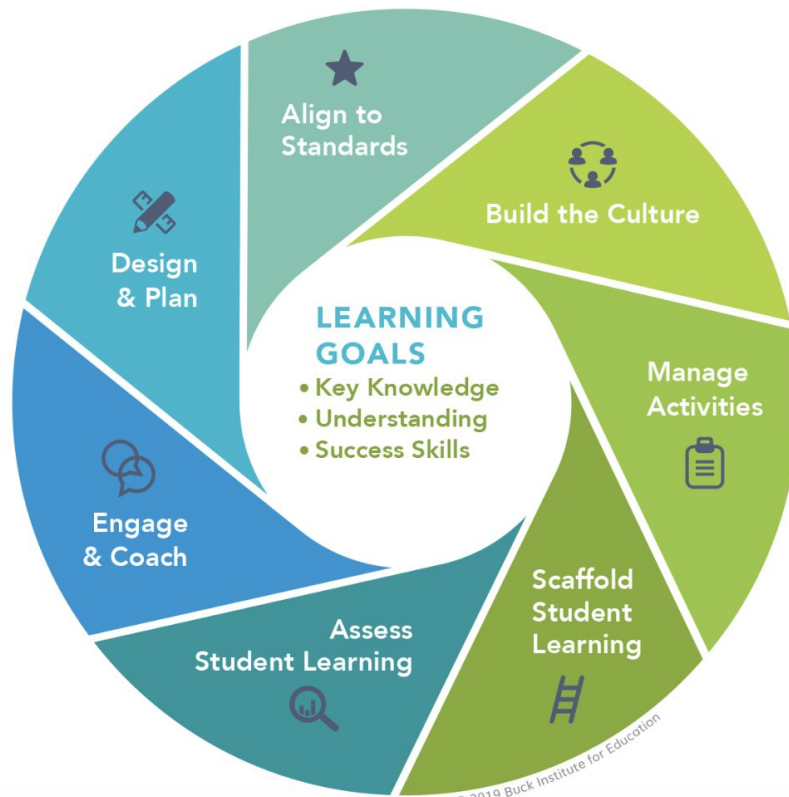 Align to
Standards
Build the Culture
Manage
Activities
Scaffold
Student
Learning
Assess
Student Learning
Engage
& Coach
Design
& Plan
LEARNING
GOALS
• Key Knowledge
• Understanding
• Success Skills
2019 Buck Institute for Education